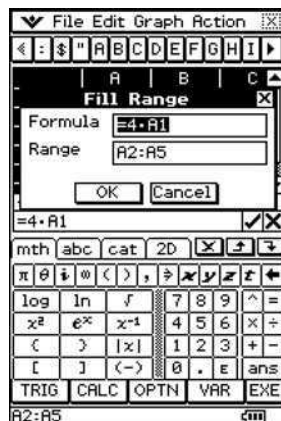 File Edit Graph Action
: $ " A B C D E F G H I
A B C
Fill Range
Formula =4·A1
Range A2:A5
OK Cancel
=4·A1
mth abc cat 2D
π θ i ∞ ( ) , ⇒ x y z t ←
log ln √ 7 8 9 ^ =
x² eˣ x⁻¹ 4 5 6 × ÷
{ } |x| 1 2 3 + −
[ ] (−) 0 . E ans
TRIG CALC OPTN VAR EXE
A2:A5